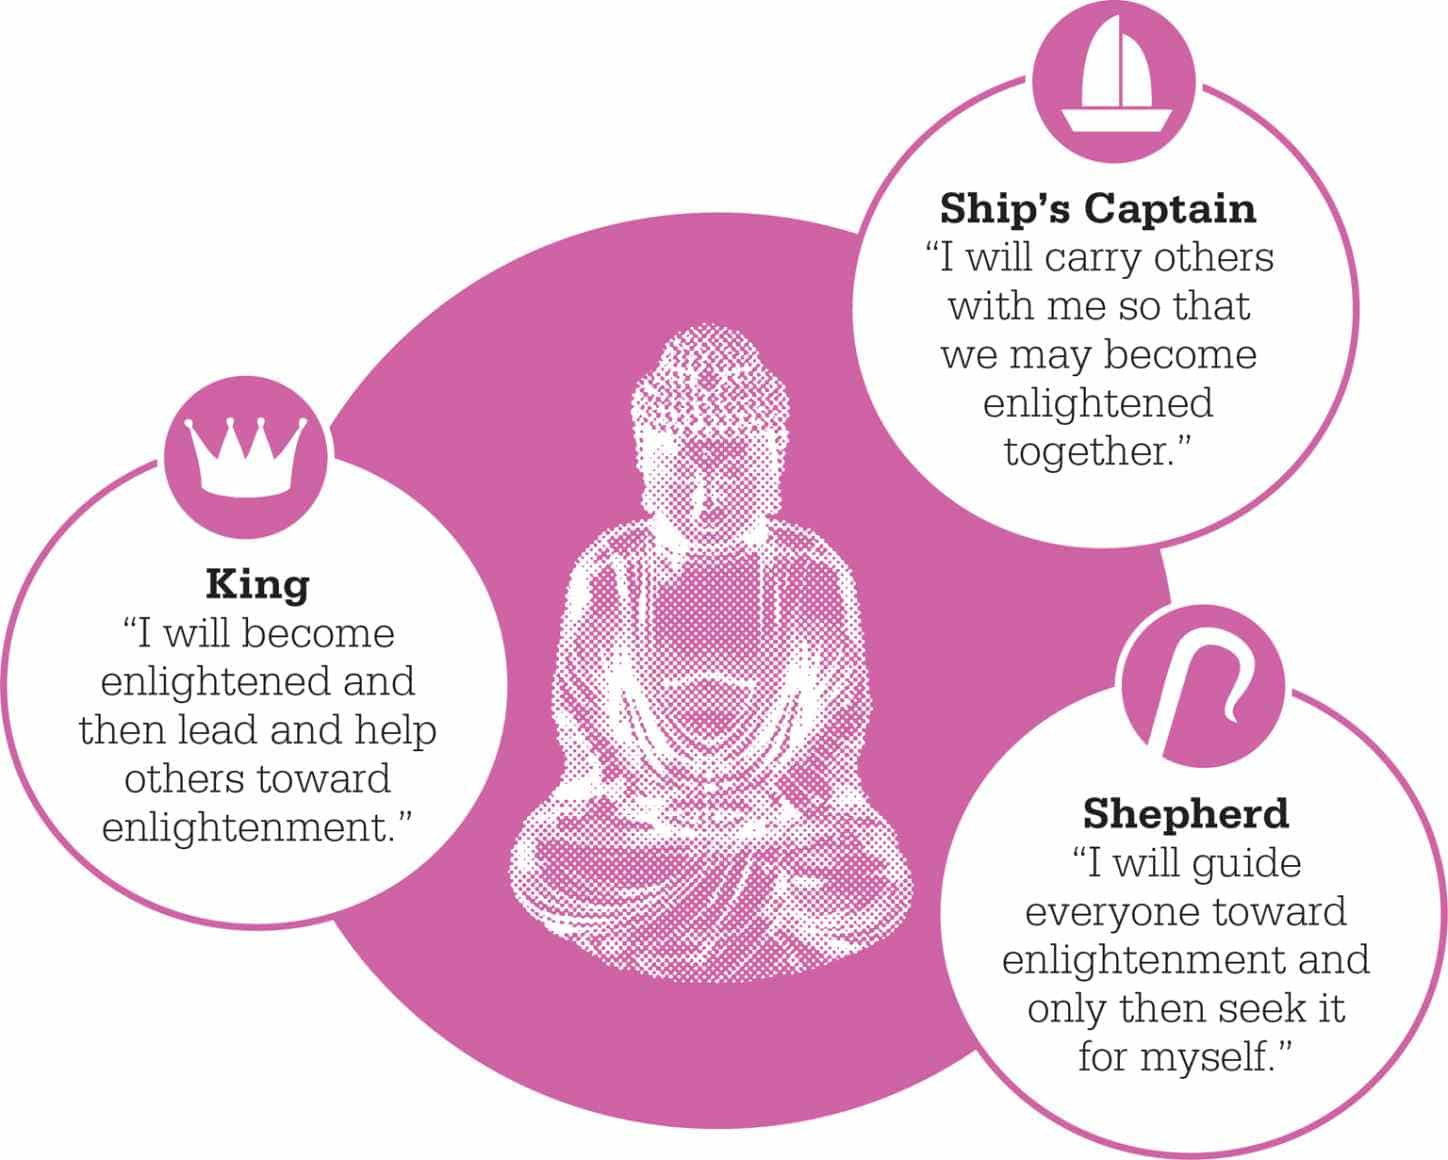 Ship’s Captain
“I will carry others
with me so that
we may become
enlightened
together.”
King
“I will become
enlightened and
then lead and help
others toward
enlightenment.”
Shepherd
“I will guide
everyone toward
enlightenment and
only then seek it
for myself.”